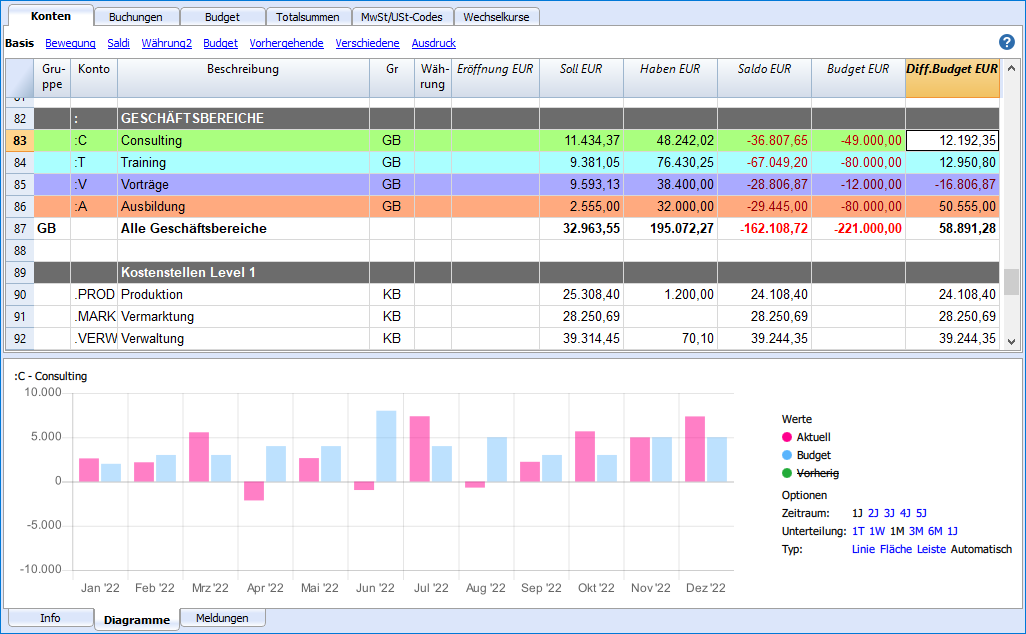 Konten Buchungen Budget Totalsummen MwSt/USt-Codes Wechselkurse
Basis Bewegung Saldi Währung2 Budget Vorhergehende Verschiedene Ausdruck ?
Gru-ppe Konto Beschreibung Gr Wäh-rung Eröffnung EUR Soll EUR Haben EUR Saldo EUR Budget EUR Diff.Budget EUR
82 : GESCHÄFTSBEREICHE
83 :C Consulting GB 11.434,37 48.242,02 -36.807,65 -49.000,00 12.192,35
84 :T Training GB 9.381,05 76.430,25 -67.049,20 -80.000,00 12.950,80
85 :V Vorträge GB 9.593,13 38.400,00 -28.806,87 -12.000,00 -16.806,87
86 :A Ausbildung GB 2.555,00 32.000,00 -29.445,00 -80.000,00 50.555,00
87 GB Alle Geschäftsbereiche 32.963,55 195.072,27 -162.108,72 -221.000,00 58.891,28
88
89 Kostenstellen Level 1
90 .PROD Produktion KB 25.308,40 1.200,00 24.108,40 24.108,40
91 .MARK Vermarktung KB 28.250,69 28.250,69 28.250,69
92 .VERW Verwaltung KB 39.314,45 70,10 39.244,35 39.244,35
:C - Consulting
10.000
5.000
0
-5.000
-10.000
Jan '22 Feb '22 Mrz '22 Apr '22 Mai '22 Jun '22 Jul '22 Aug '22 Sep '22 Okt '22 Nov '22 Dez '22
Werte
Aktuell
Budget
Vorherig
Optionen
Zeitraum: 1J 2J 3J 4J 5J
Unterteilung: 1T 1W 1M 3M 6M 1J
Typ: Linie Fläche Leiste Automatisch
Info Diagramme Meldungen